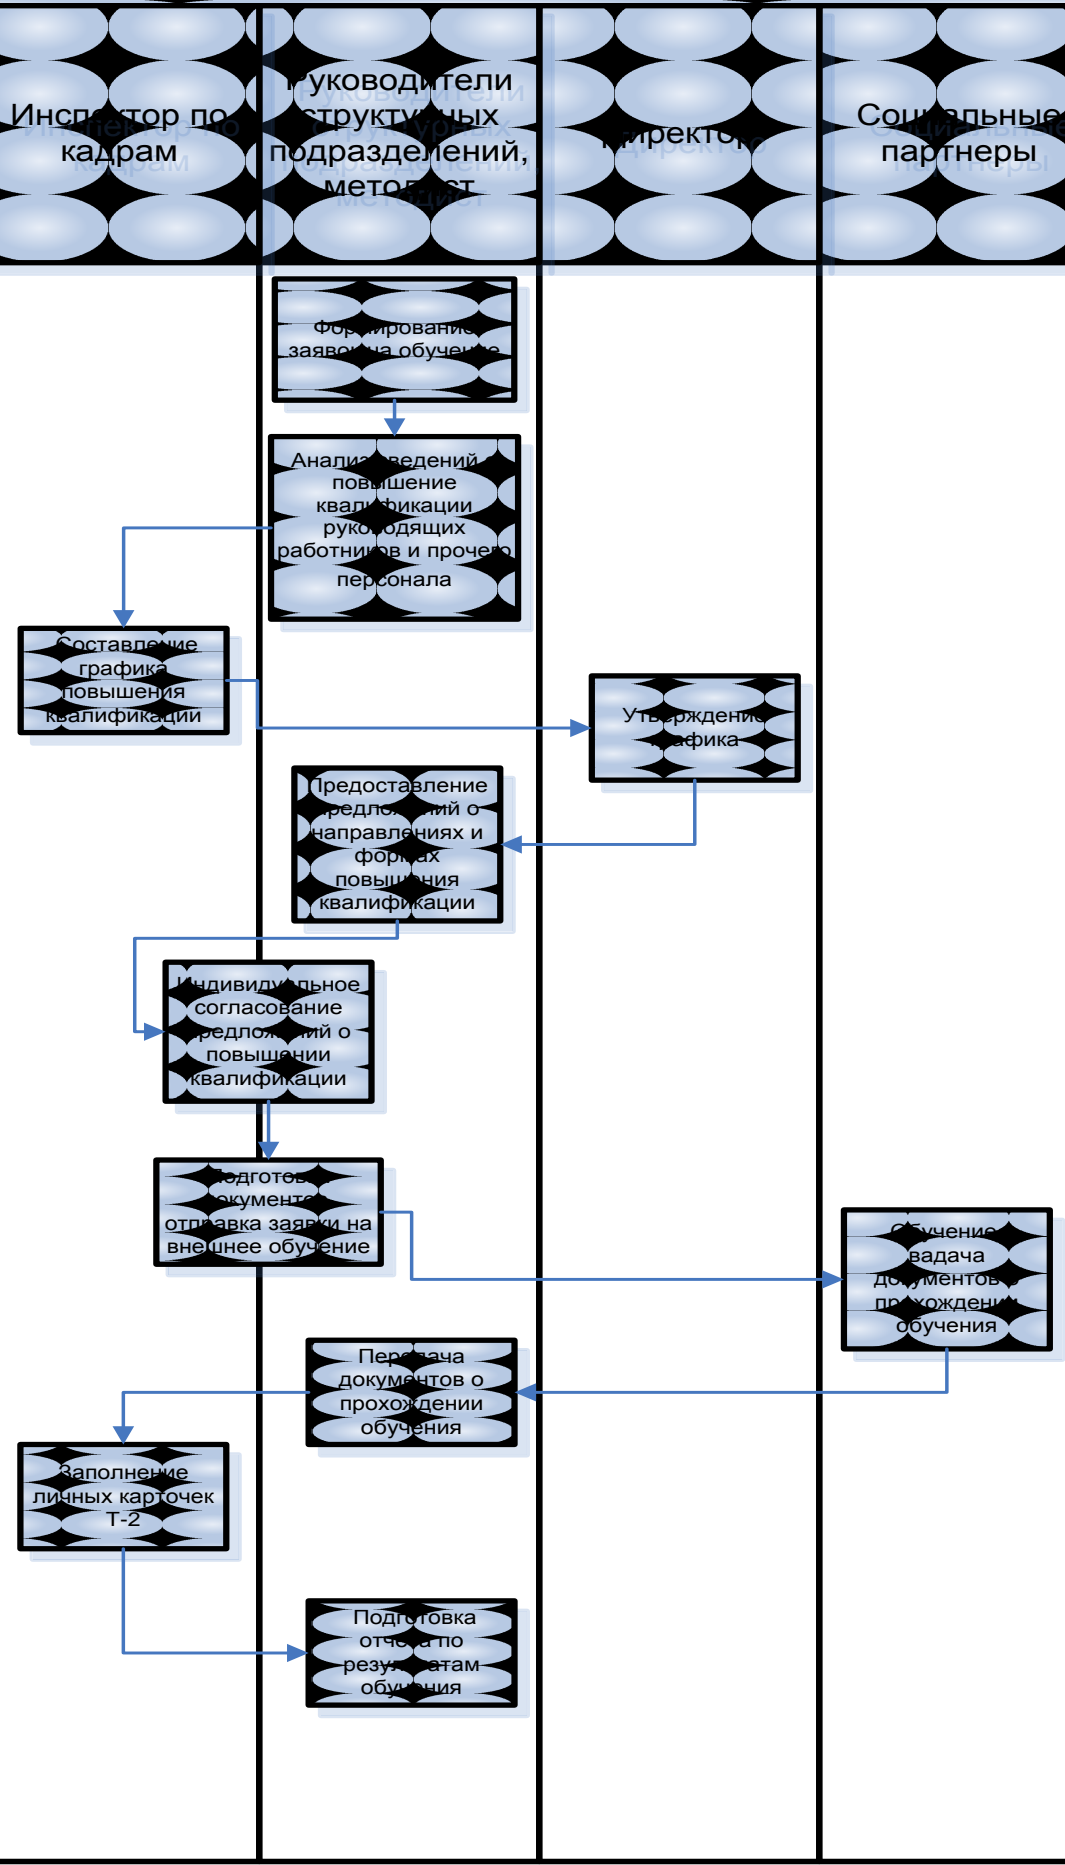 Инспектор по
кадрам
Руководители
структурных
подразделений,
методист
директор
Социальные
партнеры
Формирование
заявок на обучение
Анализ сведений о
повышение
квалификации
руководящих
работников и прочего
персонала
Составление
графика
повышения
квалификации
Утверждение
графика
Предоставление
предложений о
направлениях и
формах
повышения
квалификации
Индивидуальное
согласование
предложений о
повышении
квалификации
Подготовка
документов
отправка заявки на
внешнее обучение
Обучение
вадача
документов о
прохождении
обучения
Передача
документов о
прохождении
обучения
Заполнение
личных карточек
Т-2
Подготовка
отчета по
результатам
обучения